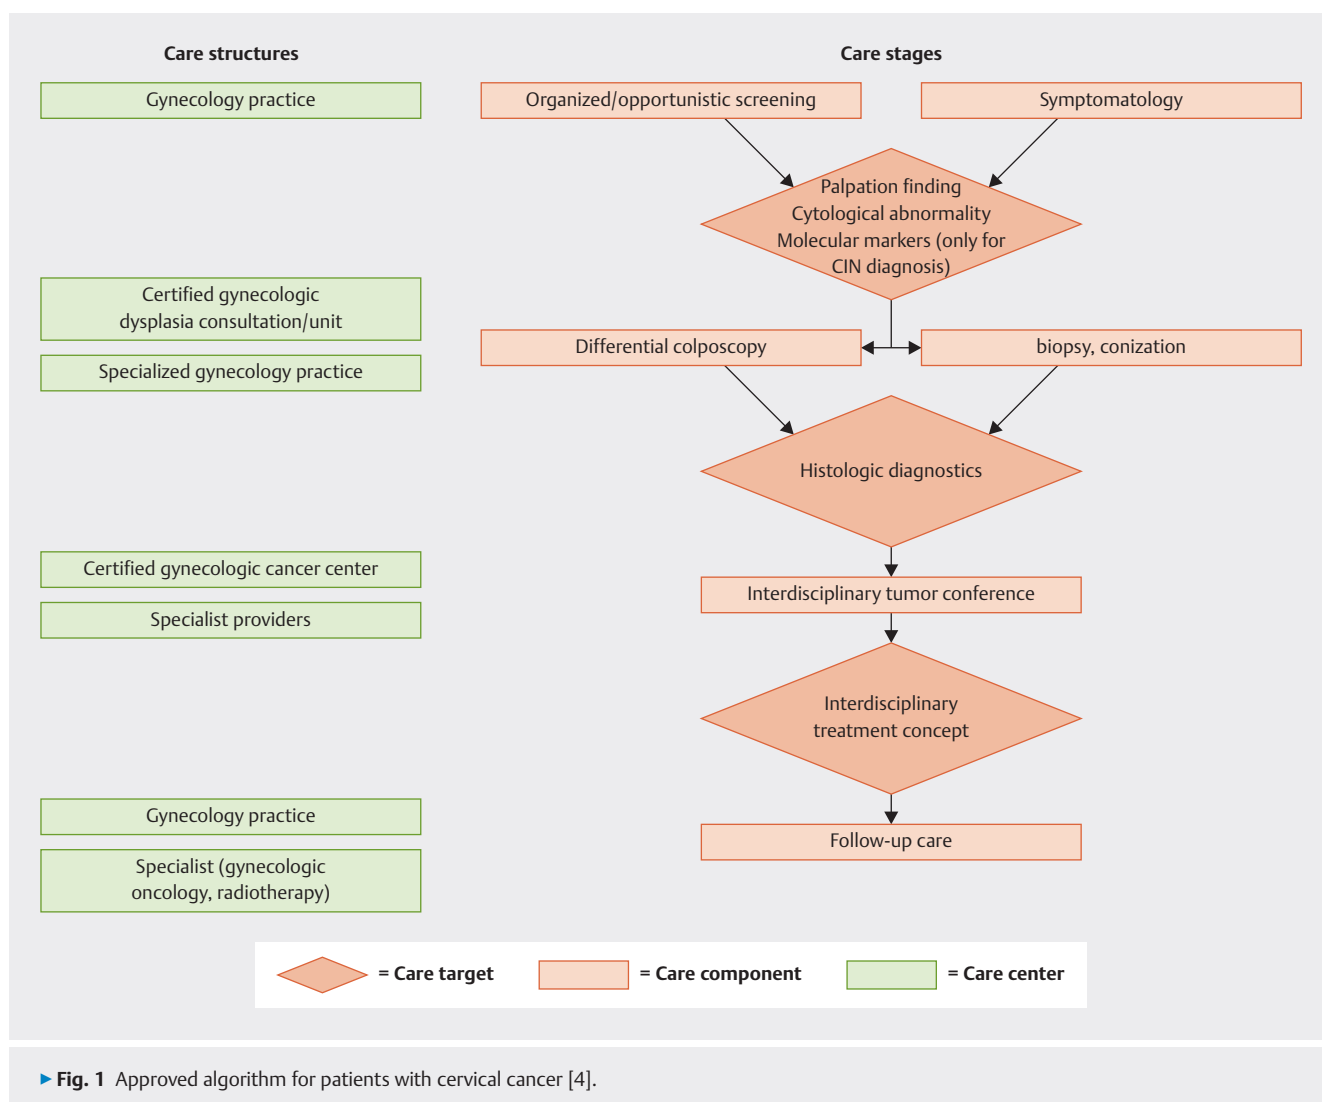 Care structures
Care stages
Gynecology practice
Organized/opportunistic screening
Symptomatology
Palpation finding
Cytological abnormality
Molecular markers (only for
CIN diagnosis)
Certified gynecologic
dysplasia consultation/unit
Specialized gynecology practice
Differential colposcopy
biopsy, conization
Histologic diagnostics
Certified gynecologic cancer center
Specialist providers
Interdisciplinary tumor conference
Interdisciplinary
treatment concept
Gynecology practice
Specialist (gynecologic
oncology, radiotherapy)
Follow-up care
= Care target
= Care component
= Care center
▶ Fig. 1 Approved algorithm for patients with cervical cancer [4].